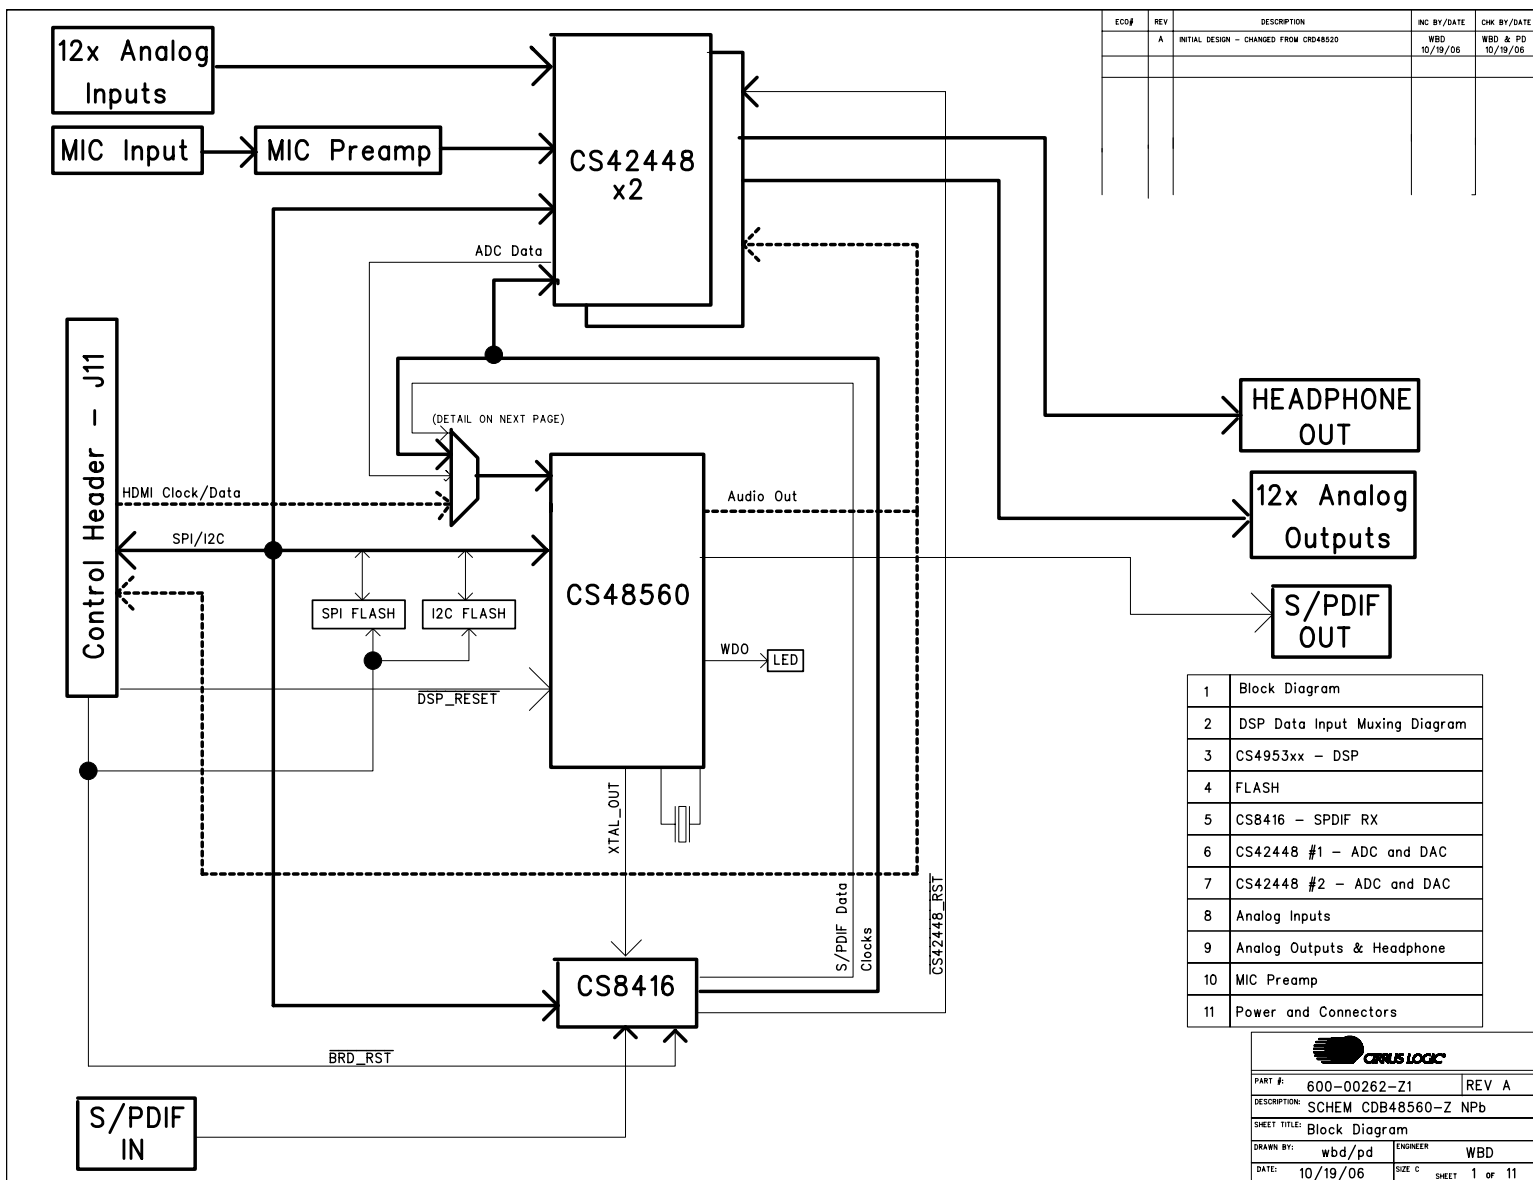 ECO# REV DESCRIPTION INC BY/DATE CHK BY/DATE
A INITIAL DESIGN - CHANGED FROM CRD48520 WBD WBD & PD
10/19/06 10/19/06
12x Analog
Inputs
MIC Input
MIC Preamp
CS42448
x2
ADC Data
Control Header - J11
(DETAIL ON NEXT PAGE)
HDMI Clock/Data
SPI/I2C
SPI FLASH
I2C FLASH
DSP_RESET
CS48560
Audio Out
WDO
LED
XTAL_OUT
HEADPHONE
OUT
12x Analog
Outputs
S/PDIF
OUT
S/PDIF Data
Clocks
CS42448_RST
CS8416
BRD_RST
S/PDIF
IN
1 Block Diagram
2 DSP Data Input Muxing Diagram
3 CS4953xx - DSP
4 FLASH
5 CS8416 - SPDIF RX
6 CS42448 #1 - ADC and DAC
7 CS42448 #2 - ADC and DAC
8 Analog Inputs
9 Analog Outputs & Headphone
10 MIC Preamp
11 Power and Connectors
CIRRUS LOGIC®
PART #: 600-00262-Z1 REV A
DESCRIPTION: SCHEM CDB48560-Z NPb
SHEET TITLE: Block Diagram
DRAWN BY: wbd/pd ENGINEER WBD
DATE: 10/19/06 SIZE C SHEET 1 OF 11